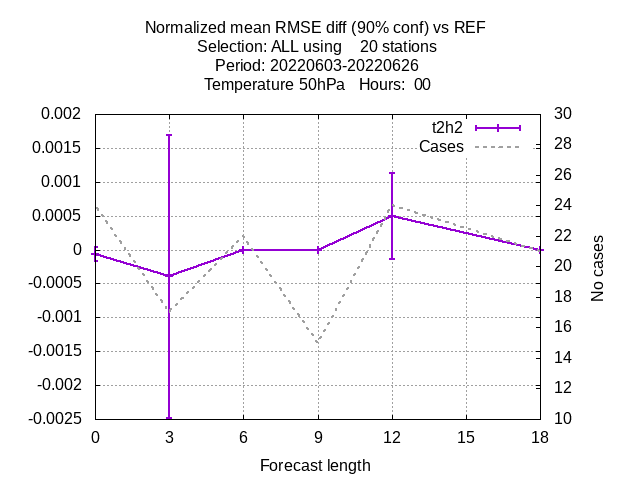 Normalized mean RMSE diff (90% conf) vs REF
Selection: ALL using    20 stations
Period: 20220603-20220626
Temperature 50hPa   Hours:  00
t2h2
Cases
0.002
0.0015
0.001
0.0005
0
-0.0005
-0.001
-0.0015
-0.002
-0.0025
30
28
26
24
22
20
18
16
14
12
10
No cases
0 3 6 9 12 15 18
Forecast length